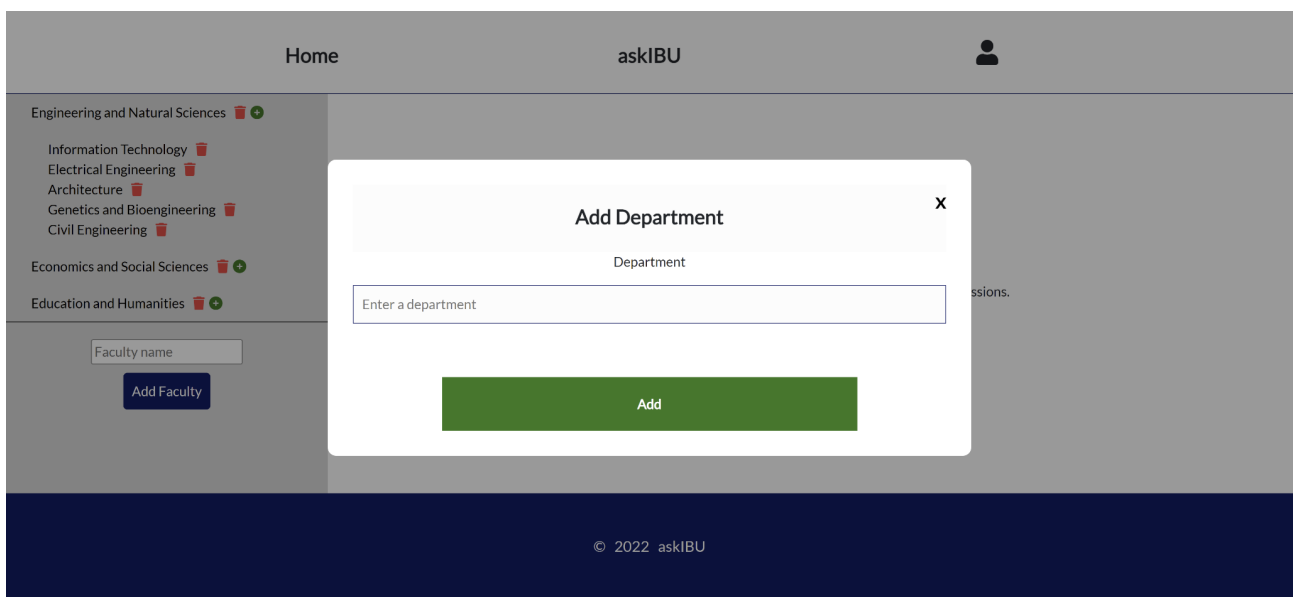 Home
askIBU
Engineering and Natural Sciences
Information Technology
Electrical Engineering
Architecture
Genetics and Bioengineering
Civil Engineering
Economics and Social Sciences
Education and Humanities
Faculty name
Add Faculty
Add Department
X
Department
Enter a department
Add
ssions.
© 2022 askIBU